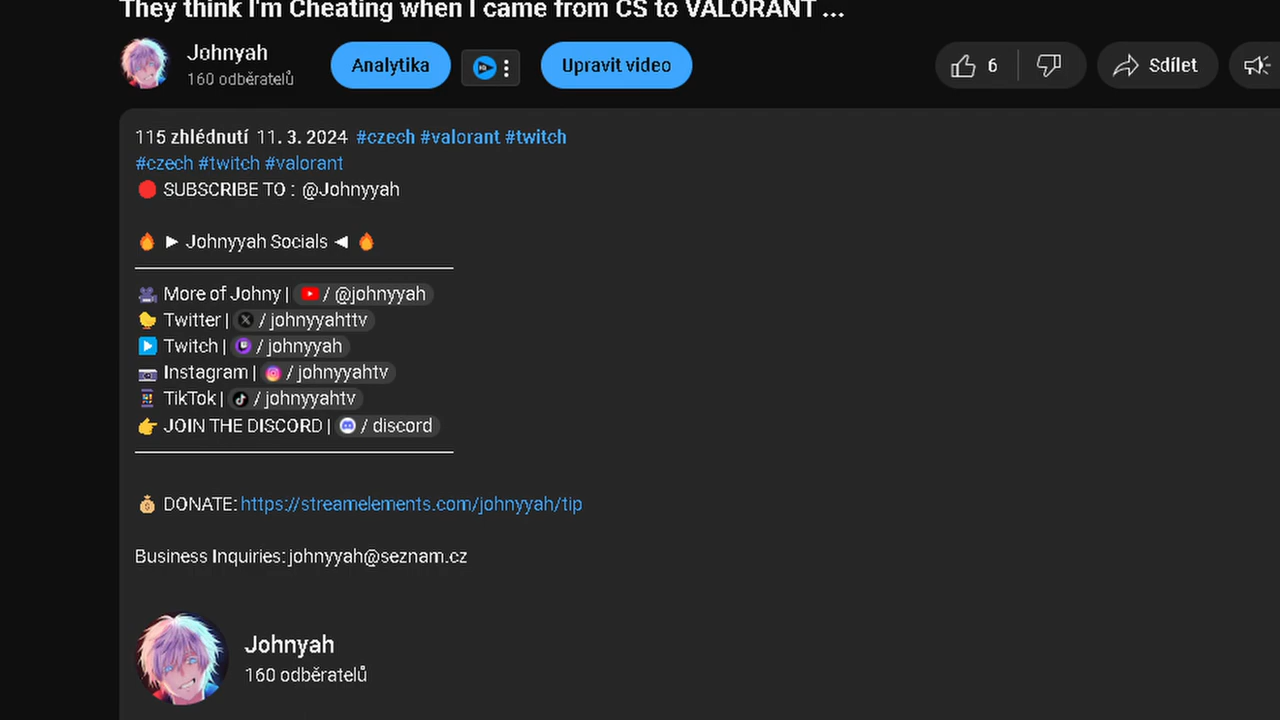 They think I'm Cheating when I came from CS to VALORANT ...
Johnyah
160 odběratelů
Analytika
Upravit video
6
Sdílet
115 zhlédnutí 11. 3. 2024 #czech #valorant #twitch
#czech #twitch #valorant
SUBSCRIBE TO : @Johnyyah
► Johnyyah Socials ◄
More of Johny | / @johnyyah
Twitter | / johnyyahttv
Twitch | / johnyyah
Instagram | / johnyyahtv
TikTok | / johnyyahtv
JOIN THE DISCORD | / discord
DONATE: https://streamelements.com/johnyyah/tip
Business Inquiries: johnyyah@seznam.cz
Johnyah
160 odběratelů